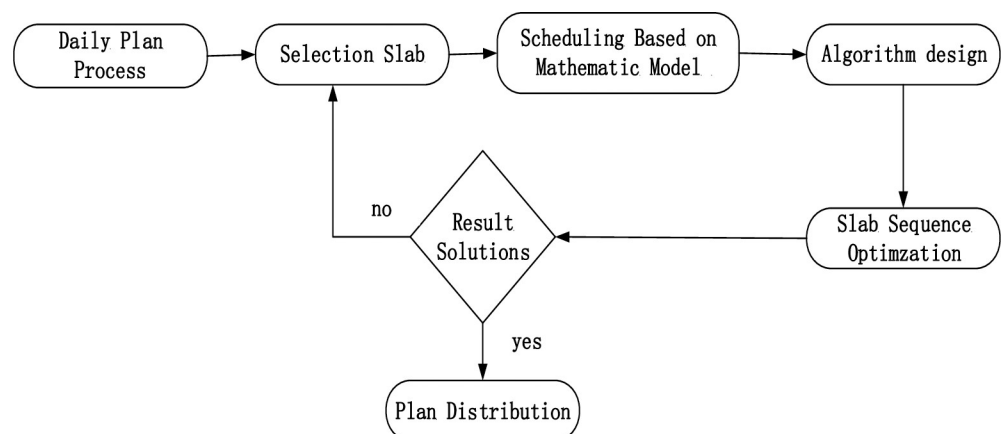 Daily Plan
Process
Selection Slab
Scheduling Based on
Mathematic Model
Algorithm design
Slab Sequence
Optimzation
Result
Solutions
no
yes
Plan Distribution